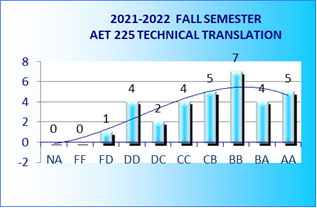 2021-2022 FALL SEMESTER
AET 225 TECHNICAL TRANSLATION
8
6
4
2
0
-2
0 0 1 4 2 4 5 7 4 5
NA FF FD DD DC CC CB BB BA AA